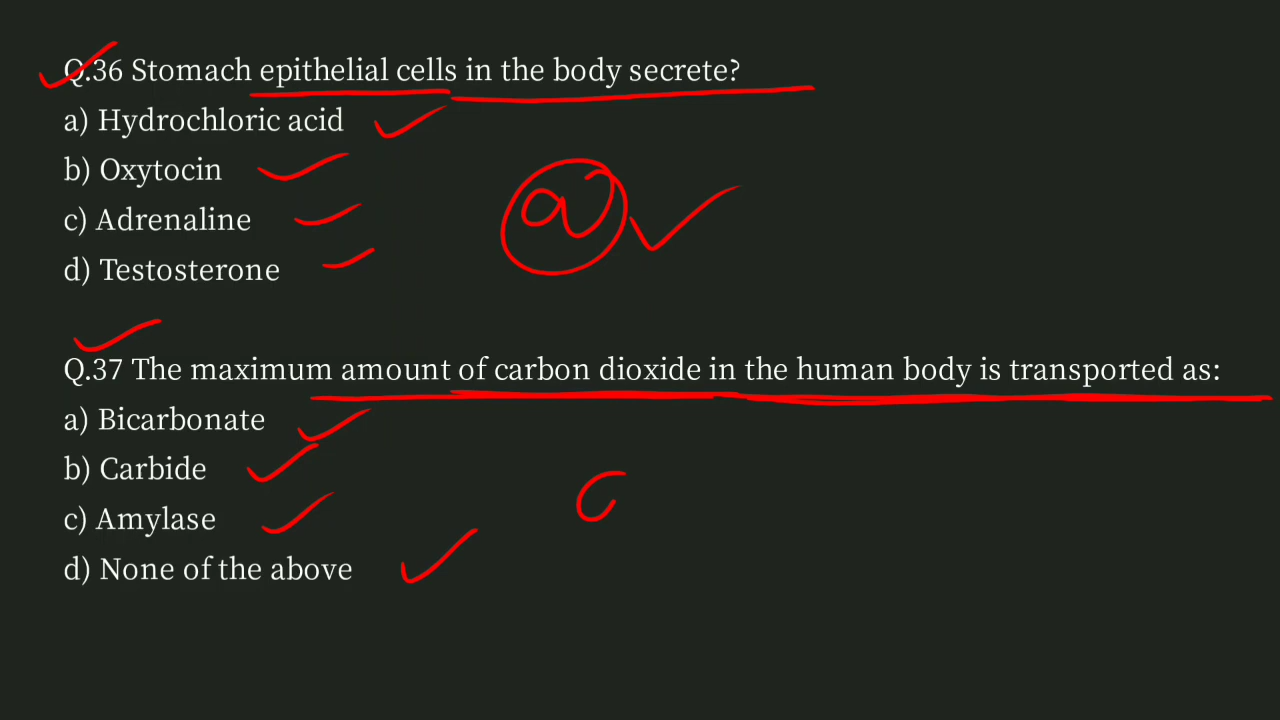 Q.36 Stomach epithelial cells in the body secrete?
a) Hydrochloric acid
b) Oxytocin
c) Adrenaline
d) Testosterone
a
Q.37 The maximum amount of carbon dioxide in the human body is transported as:
a) Bicarbonate
b) Carbide
c) Amylase
d) None of the above